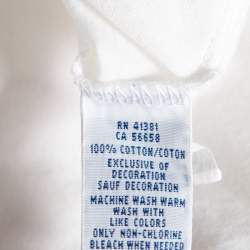 RN 41381
CA 56658
100% COTTON/COTON
EXCLUSIVE OF
DECORATION
SAUF DECORATION
MACHINE WASH WARM
WASH WITH
LIKE COLORS
ONLY NON-CHLORINE
BLEACH WHEN NEEDED